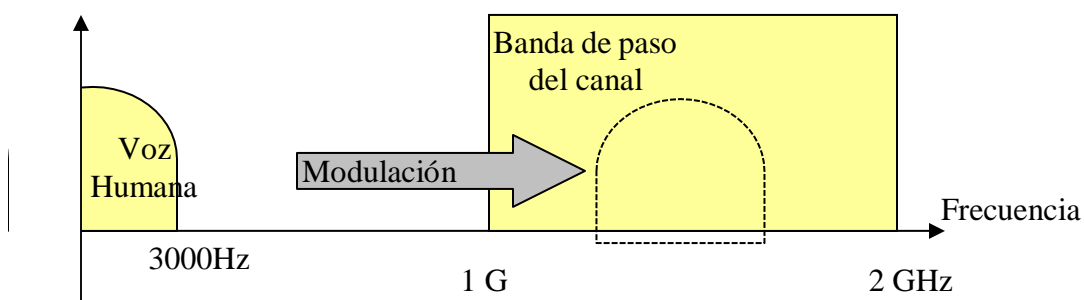 Banda de paso
del canal
Voz
Humana
Modulación
Frecuencia
3000Hz
1 G
2 GHz